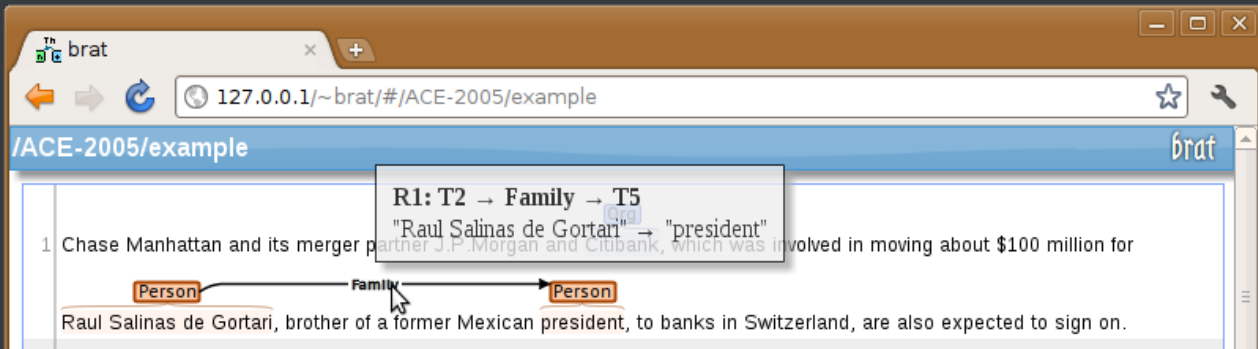 brat
127.0.0.1/~brat/#/ACE-2005/example
/ACE-2005/example
brat
R1: T2 → Family → T5
Org
"Raul Salinas de Gortari" → "president"
1 Chase Manhattan and its merger partner J.P.Morgan and Citibank, which was involved in moving about $100 million for
Person Family Person
Raul Salinas de Gortari, brother of a former Mexican president, to banks in Switzerland, are also expected to sign on.